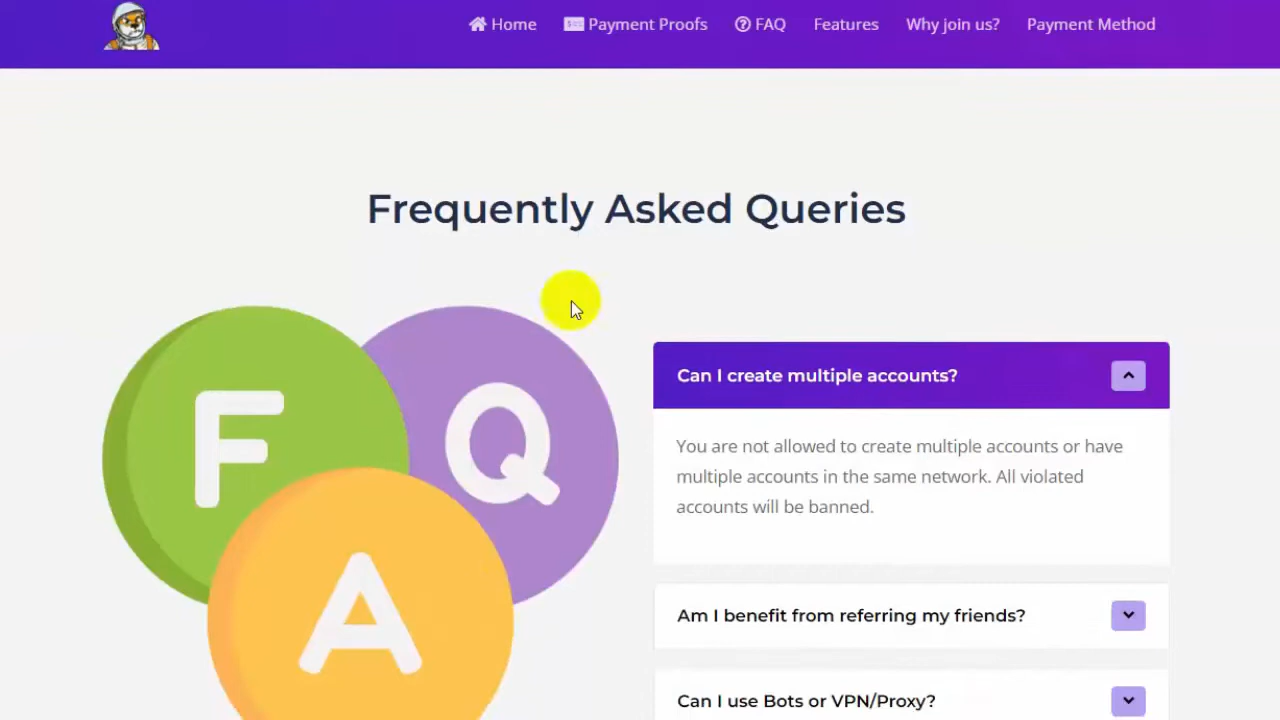 Home Payment Proofs FAQ Features Why join us? Payment Method
Frequently Asked Queries
F Q
A
Can I create multiple accounts?
You are not allowed to create multiple accounts or have
multiple accounts in the same network. All violated
accounts will be banned.
Am I benefit from referring my friends?
Can I use Bots or VPN/Proxy?